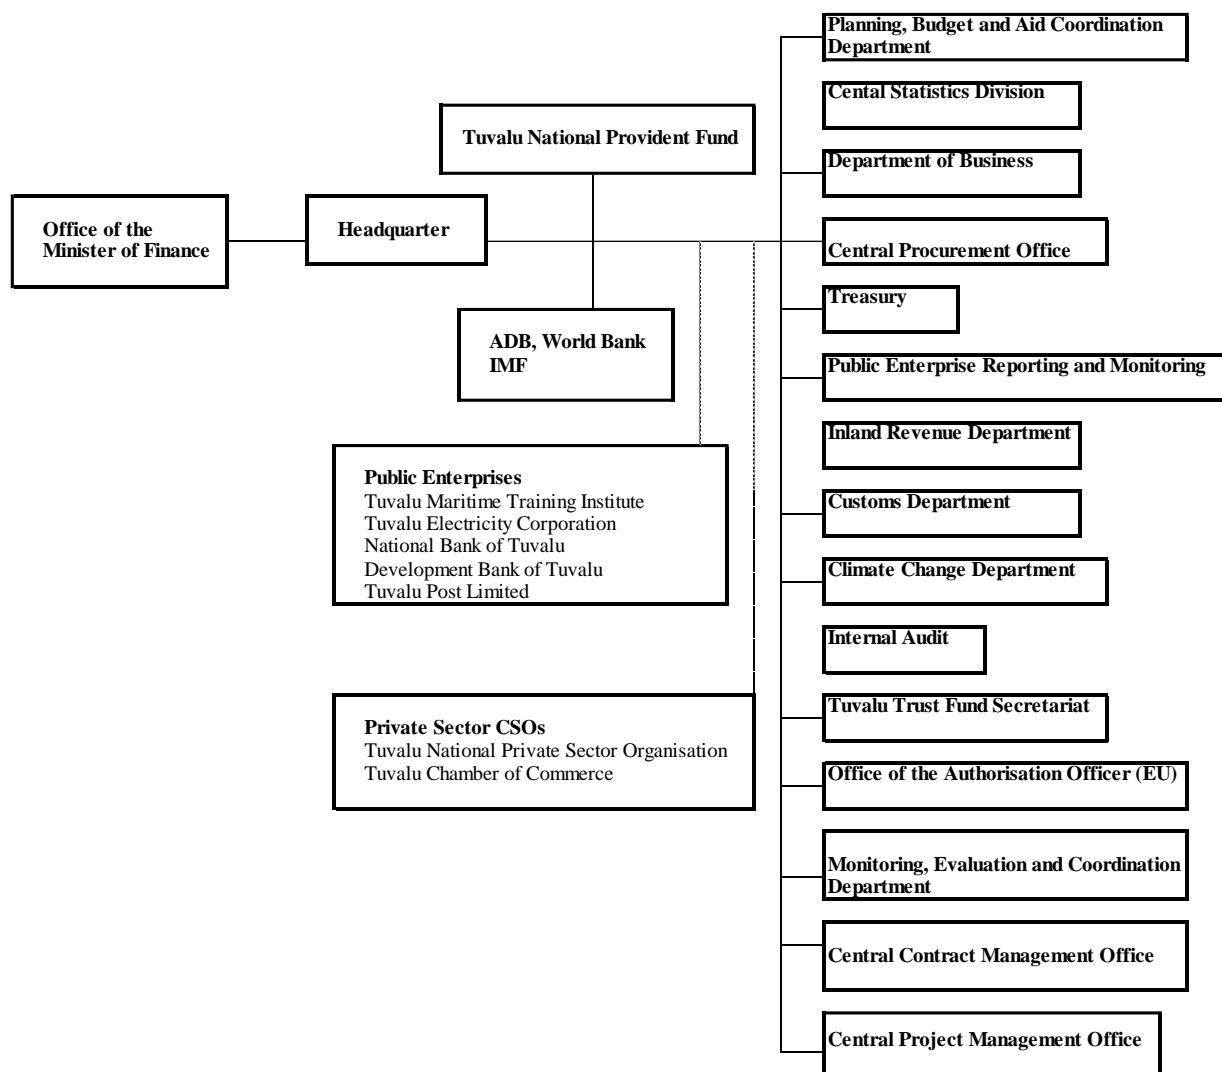 Office of the
Minister of Finance
Headquarter
Tuvalu National Provident Fund
ADB, World Bank
IMF
Public Enterprises
Tuvalu Maritime Training Institute
Tuvalu Electricity Corporation
National Bank of Tuvalu
Development Bank of Tuvalu
Tuvalu Post Limited
Private Sector CSOs
Tuvalu National Private Sector Organisation
Tuvalu Chamber of Commerce
Planning, Budget and Aid Coordination
Department
Cental Statistics Division
Department of Business
Central Procurement Office
Treasury
Public Enterprise Reporting and Monitoring
Inland Revenue Department
Customs Department
Climate Change Department
Internal Audit
Tuvalu Trust Fund Secretariat
Office of the Authorisation Officer (EU)
Monitoring, Evaluation and Coordination
Department
Central Contract Management Office
Central Project Management Office